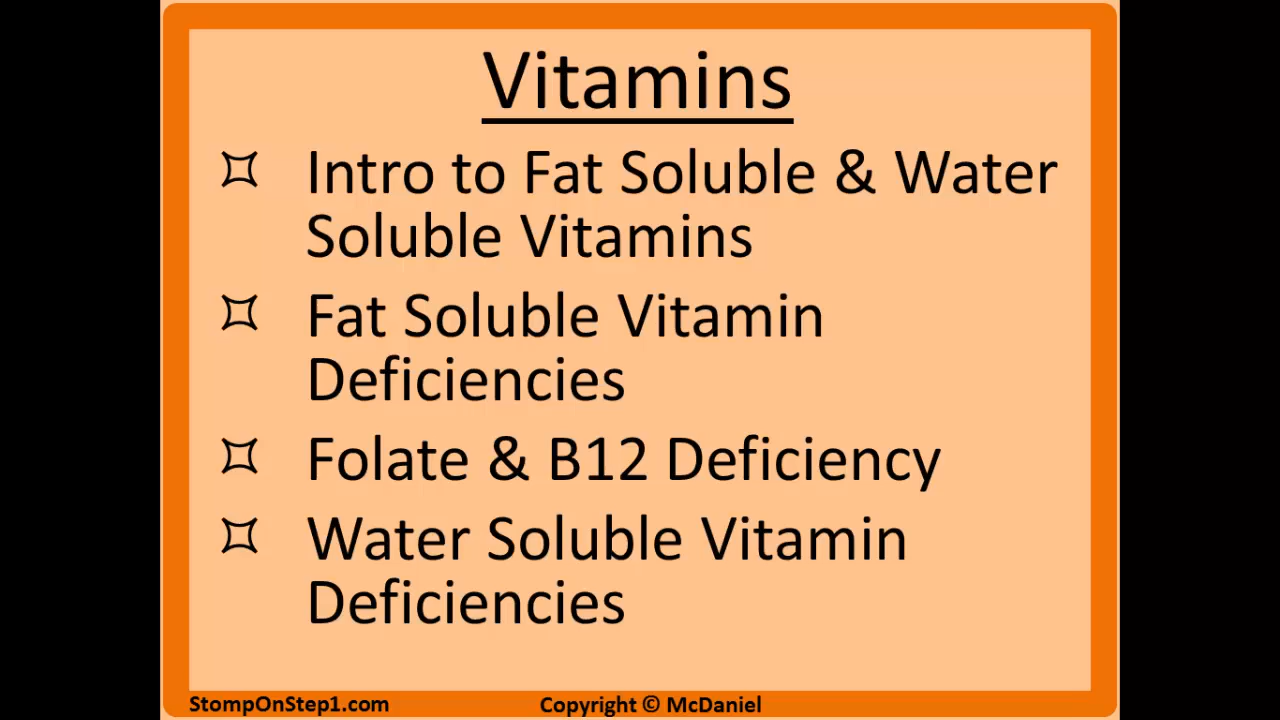 Vitamins
Intro to Fat Soluble & Water
Soluble Vitamins
Fat Soluble Vitamin
Deficiencies
Folate & B12 Deficiency
Water Soluble Vitamin
Deficiencies
StompOnStep1.com
Copyright © McDaniel